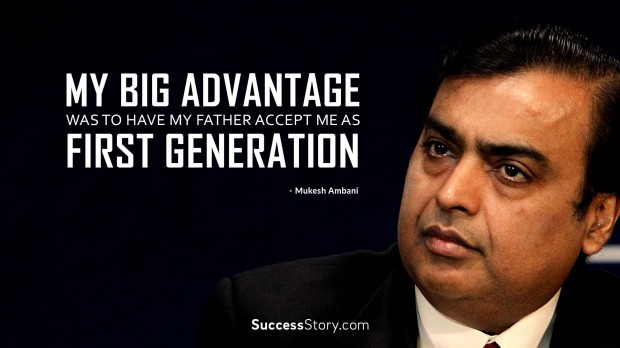 MY BIG ADVANTAGE
WAS TO HAVE MY FATHER ACCEPT ME AS
FIRST GENERATION
- Mukesh Ambani
SuccessStory.com